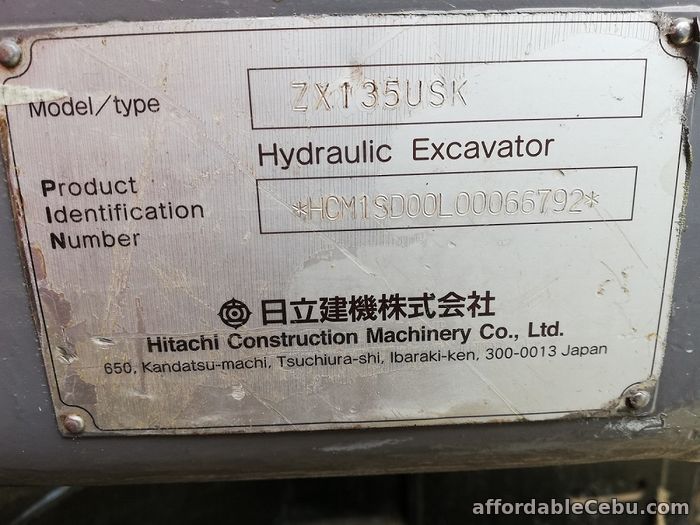 Model/type ZX135USK
Hydraulic Excavator
Product
Identification
Number
*HCM1SD00L00066792*
日立建機株式会社
Hitachi Construction Machinery Co., Ltd.
650, Kandatsu-machi, Tsuchiura-shi, Ibaraki-ken, 300-0013 Japan
affordableCebu.com